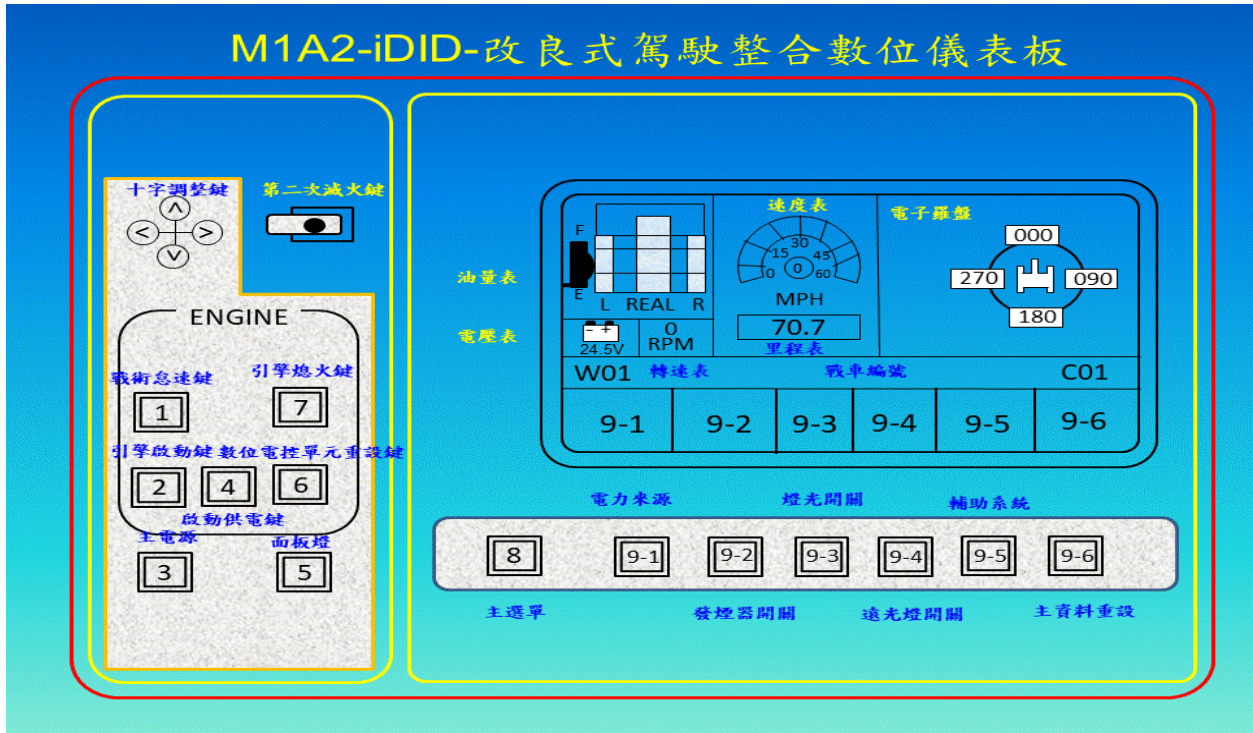 M1A2-iDID-改良式駕駛整合數位儀表板
十字調整鍵
第二次滅火鍵
< ^ > v
ENGINE
戰術怠速鍵
引擎熄火鍵
1
7
引擎啟動鍵 數位電控單元重設鍵
2
4
6
啟動供電鍵
主電源
面板燈
3
5
油量表
F
E
L REAL R
電壓表
- +
24.5V
0
RPM
速度表
0 15 30 45 60
0
MPH
70.7
里程表
電子羅盤
000
270
090
180
W01 轉速表 戰車編號 C01
9-1 9-2 9-3 9-4 9-5 9-6
電力來源 燈光開關 輔助系統
8 9-1 9-2 9-3 9-4 9-5 9-6
主選單 發煙器開關 遠光燈開關 主資料重設